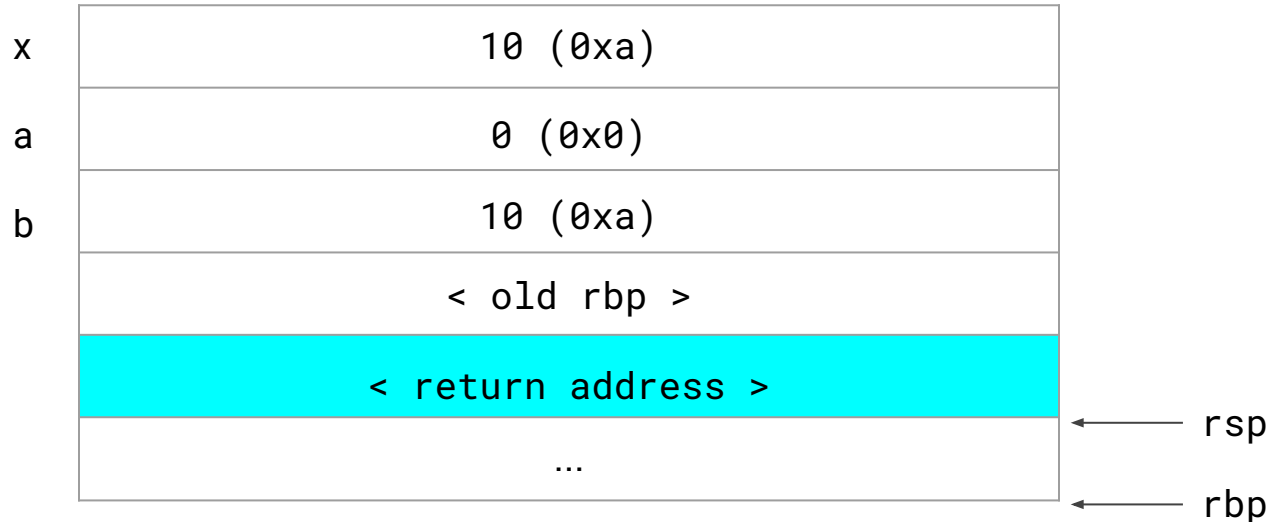 x 10 (0xa)
a 0 (0x0)
b 10 (0xa)
< old rbp >
< return address >
rsp
...
rbp